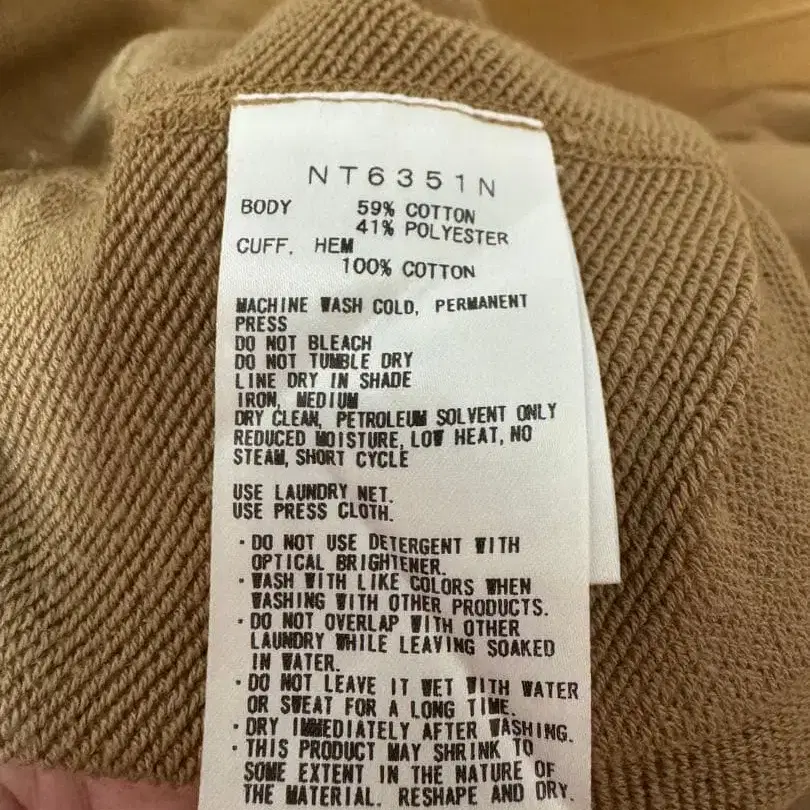 NT6351N
BODY 59% COTTON
41% POLYESTER
CUFF. HEM
100% COTTON
MACHINE WASH COLD, PERMANENT
PRESS
DO NOT BLEACH
DO NOT TUMBLE DRY
LINE DRY IN SHADE
IRON, MEDIUM
DRY CLEAN, PETROLEUM SOLVENT ONLY
REDUCED MOISTURE, LOW HEAT, NO
STEAM, SHORT CYCLE
USE LAUNDRY NET.
USE PRESS CLOTH.
・DO NOT USE DETERGENT WITH
OPTICAL BRIGHTENER.
・WASH WITH LIKE COLORS WHEN
WASHING WITH OTHER PRODUCTS.
・DO NOT OVERLAP WITH OTHER
LAUNDRY WHILE LEAVING SOAKED
IN WATER.
・DO NOT LEAVE IT WET WITH WATER
OR SWEAT FOR A LONG TIME.
・DRY IMMEDIATELY AFTER WASHING.
・THIS PRODUCT MAY SHRINK TO
SOME EXTENT IN THE NATURE OF
THE MATERIAL. RESHAPE AND DRY.